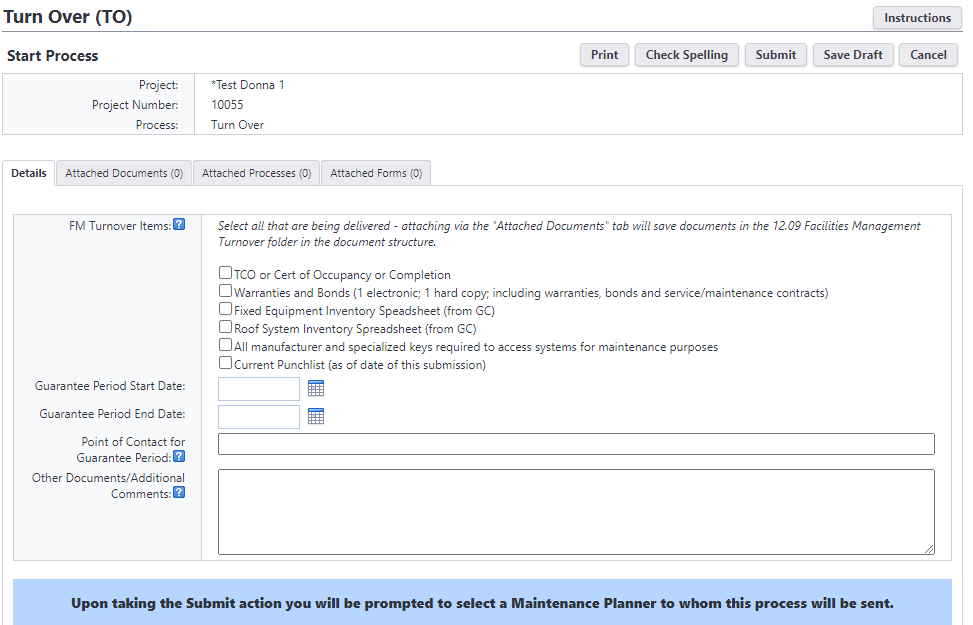 Turn Over (TO)
Instructions
Start Process
Print Check Spelling Submit Save Draft Cancel
Project: *Test Donna 1
Project Number: 10055
Process: Turn Over
Details Attached Documents (0) Attached Processes (0) Attached Forms (0)
FM Turnover Items: ?
Select all that are being delivered - attaching via the "Attached Documents" tab will save documents in the 12.09 Facilities Management
Turnover folder in the document structure.
TCO or Cert of Occupancy or Completion
Warranties and Bonds (1 electronic; 1 hard copy; including warranties, bonds and service/maintenance contracts)
Fixed Equipment Inventory Speadsheet (from GC)
Roof System Inventory Spreadsheet (from GC)
All manufacturer and specialized keys required to access systems for maintenance purposes
Current Punchlist (as of date of this submission)
Guarantee Period Start Date:
Guarantee Period End Date:
Point of Contact for
Guarantee Period: ?
Other Documents/Additional
Comments: ?
Upon taking the Submit action you will be prompted to select a Maintenance Planner to whom this process will be sent.